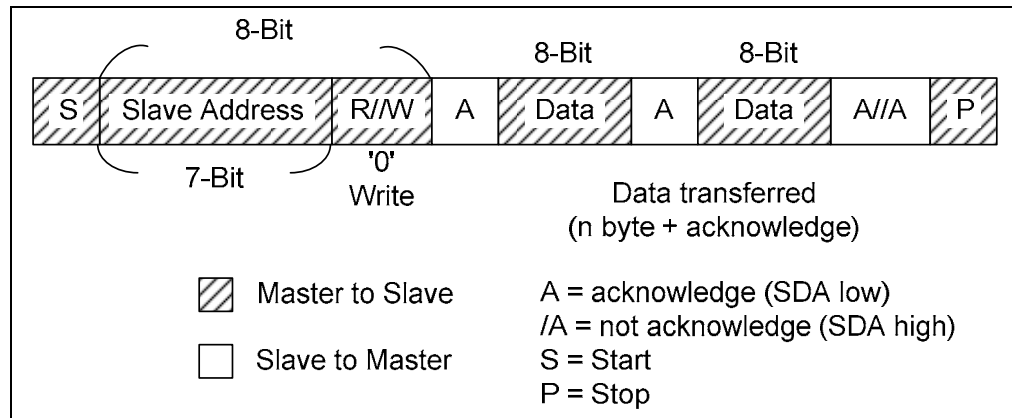 8-Bit
8-Bit 8-Bit
S Slave Address R//W A Data A Data A//A P
7-Bit
'0'
Write
Data transferred
(n byte + acknowledge)
Master to Slave
Slave to Master
A = acknowledge (SDA low)
/A = not acknowledge (SDA high)
S = Start
P = Stop